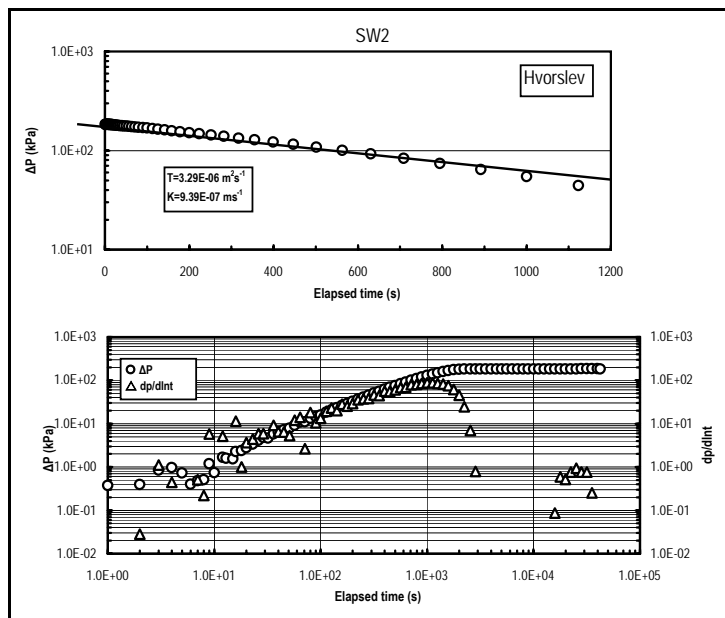 SW2
1.0E+03
Hvorslev
1.0E+02
ΔP (kPa)
T=3.29E-06 m²s⁻¹
K=9.39E-07 ms⁻¹
1.0E+01
0 200 400 600 800 1000 1200
Elapsed time (s)
1.0E+03 1.0E+03
ΔP
dp/dlnt
1.0E+02 1.0E+02
1.0E+01 1.0E+01
ΔP (kPa) dp/dlnt
1.0E+00 1.0E+00
1.0E-01 1.0E-01
1.0E-02 1.0E-02
1.0E+00 1.0E+01 1.0E+02 1.0E+03 1.0E+04 1.0E+05
Elapsed time (s)